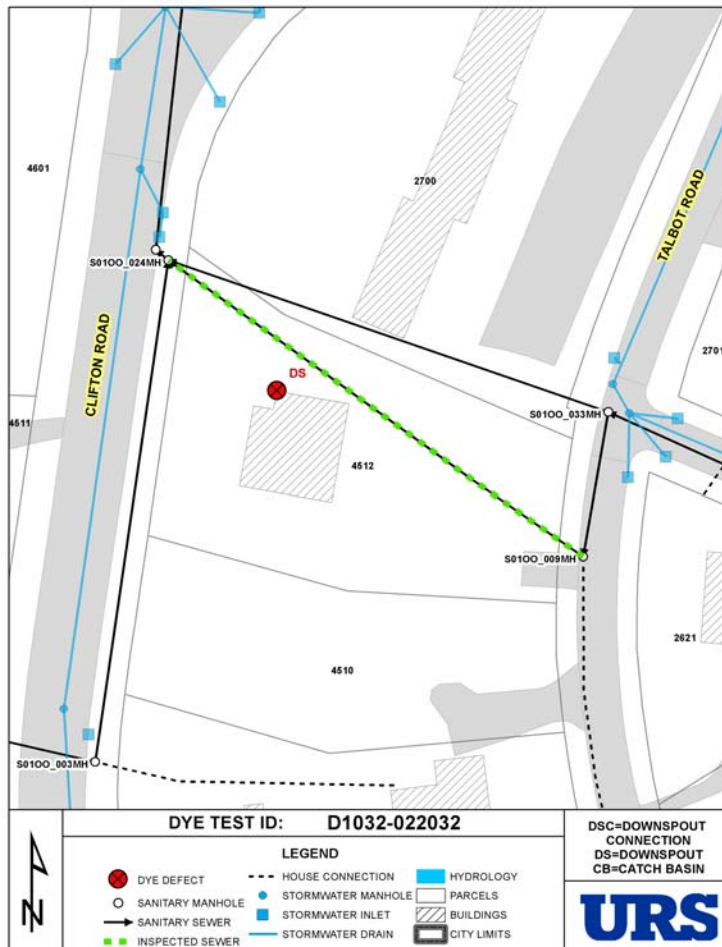 4601
2700
TALBOT ROAD
S01OO_024MH
CLIFTON ROAD
2701
DS
S01OO_033MH
4511
4512
S01OO_009MH
2621
4510
S01OO_003MH
DYE TEST ID: D1032-022032
DSC=DOWNSPOUT
CONNECTION
DS=DOWNSPOUT
CB=CATCH BASIN
N
LEGEND
DYE DEFECT
SANITARY MANHOLE
SANITARY SEWER
INSPECTED SEWER
HOUSE CONNECTION
STORMWATER MANHOLE
STORMWATER INLET
STORMWATER DRAIN
HYDROLOGY
PARCELS
BUILDINGS
CITY LIMITS
URS